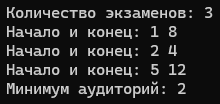 Количество экзаменов: 3
Начало и конец: 1 8
Начало и конец: 2 4
Начало и конец: 5 12
Минимум аудиторий: 2